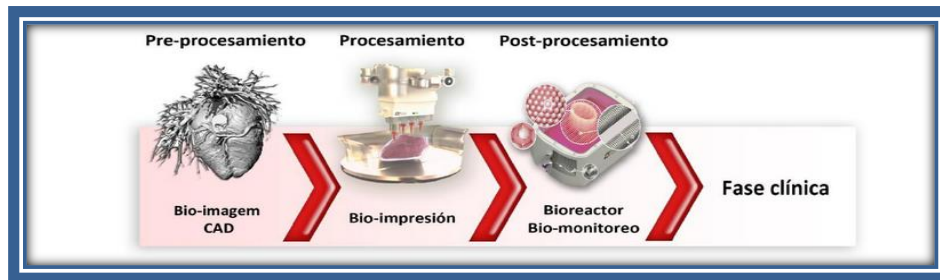 Pre-procesamiento
Procesamiento
Post-procesamiento
Bio-imagem
CAD
Bio-impresión
Bioreactor
Bio-monitoreo
Fase clínica